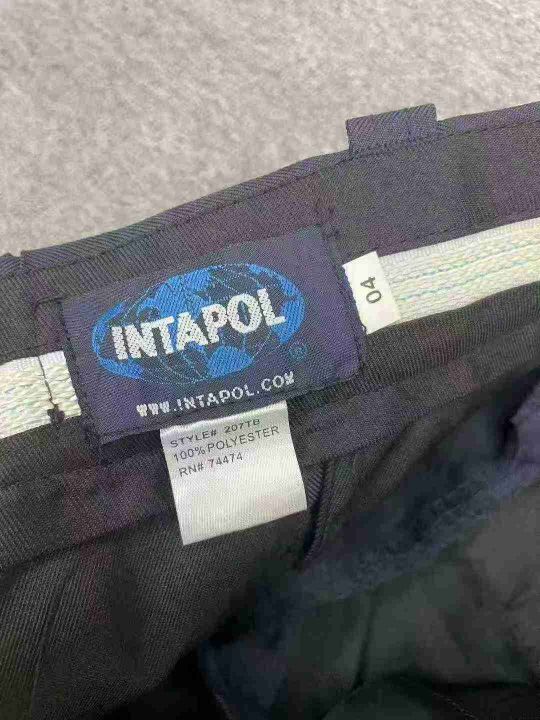 INTAPOL
®
WWW.INTAPOL.COM
04
STYLE# 207TB
100% POLYESTER
RN# 74474